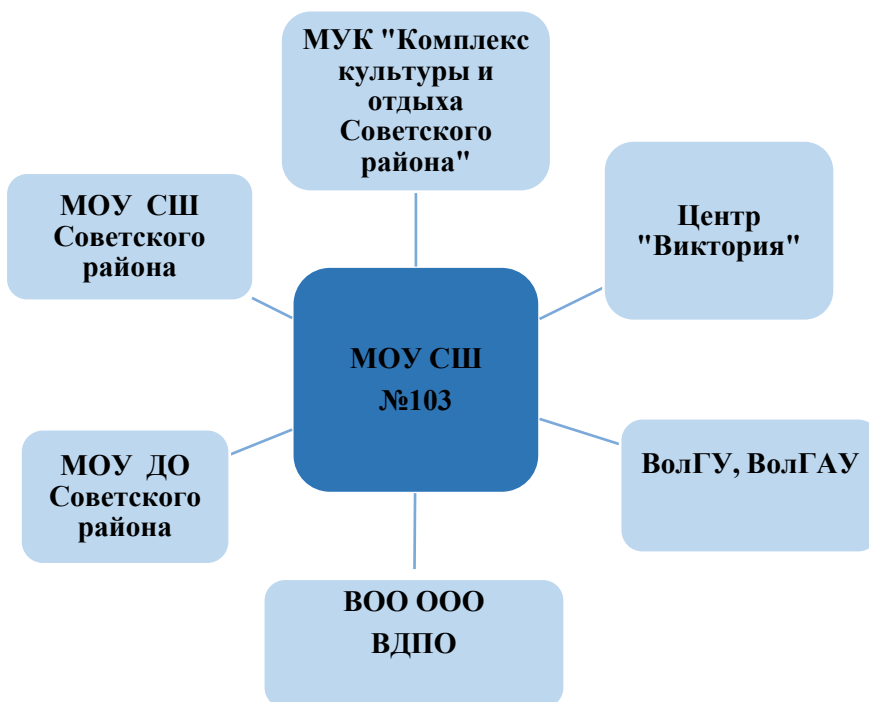 МУК "Комплекс
культуры и
отдыха
Советского
района"
МОУ СШ
Советского
района
Центр
"Виктория"
МОУ СШ
№103
МОУ ДО
Советского
района
ВолГУ, ВолГАУ
ВОО ООО
ВДПО